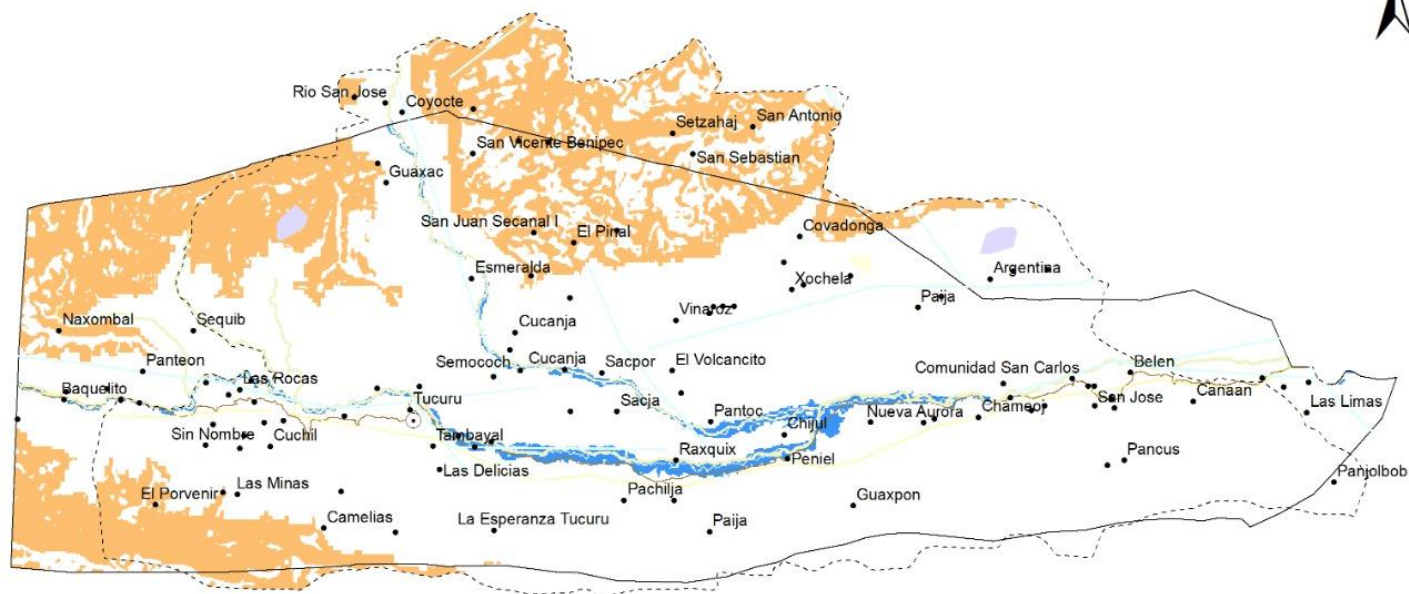 Rio San Jose
Coyocte
Setzahaj
San Antonio
San Vicente Benipec
San Sebastian
Guaxac
San Juan Secanal I
El Pinal
Covadonga
Esmeralda
Xochela
Argentina
Paija
Vinaroz
Naxombal
Sequib
Cucanja
Panteon
Semococh
Cucanja
Sacpor
El Volcancito
Comunidad San Carlos
Belen
Baquelito
Las Rocas
Tucuru
Sacja
Pantoc
Nueva Aurora
Chamenj
San Jose
Canaan
Las Limas
Sin Nombre
Cuchil
Tambayal
Chijul
Raxquix
Peniel
Pancus
Las Delicias
Panjolbob
El Porvenir
Las Minas
Pachilja
Guaxpon
Camelias
La Esperanza Tucuru
Paija